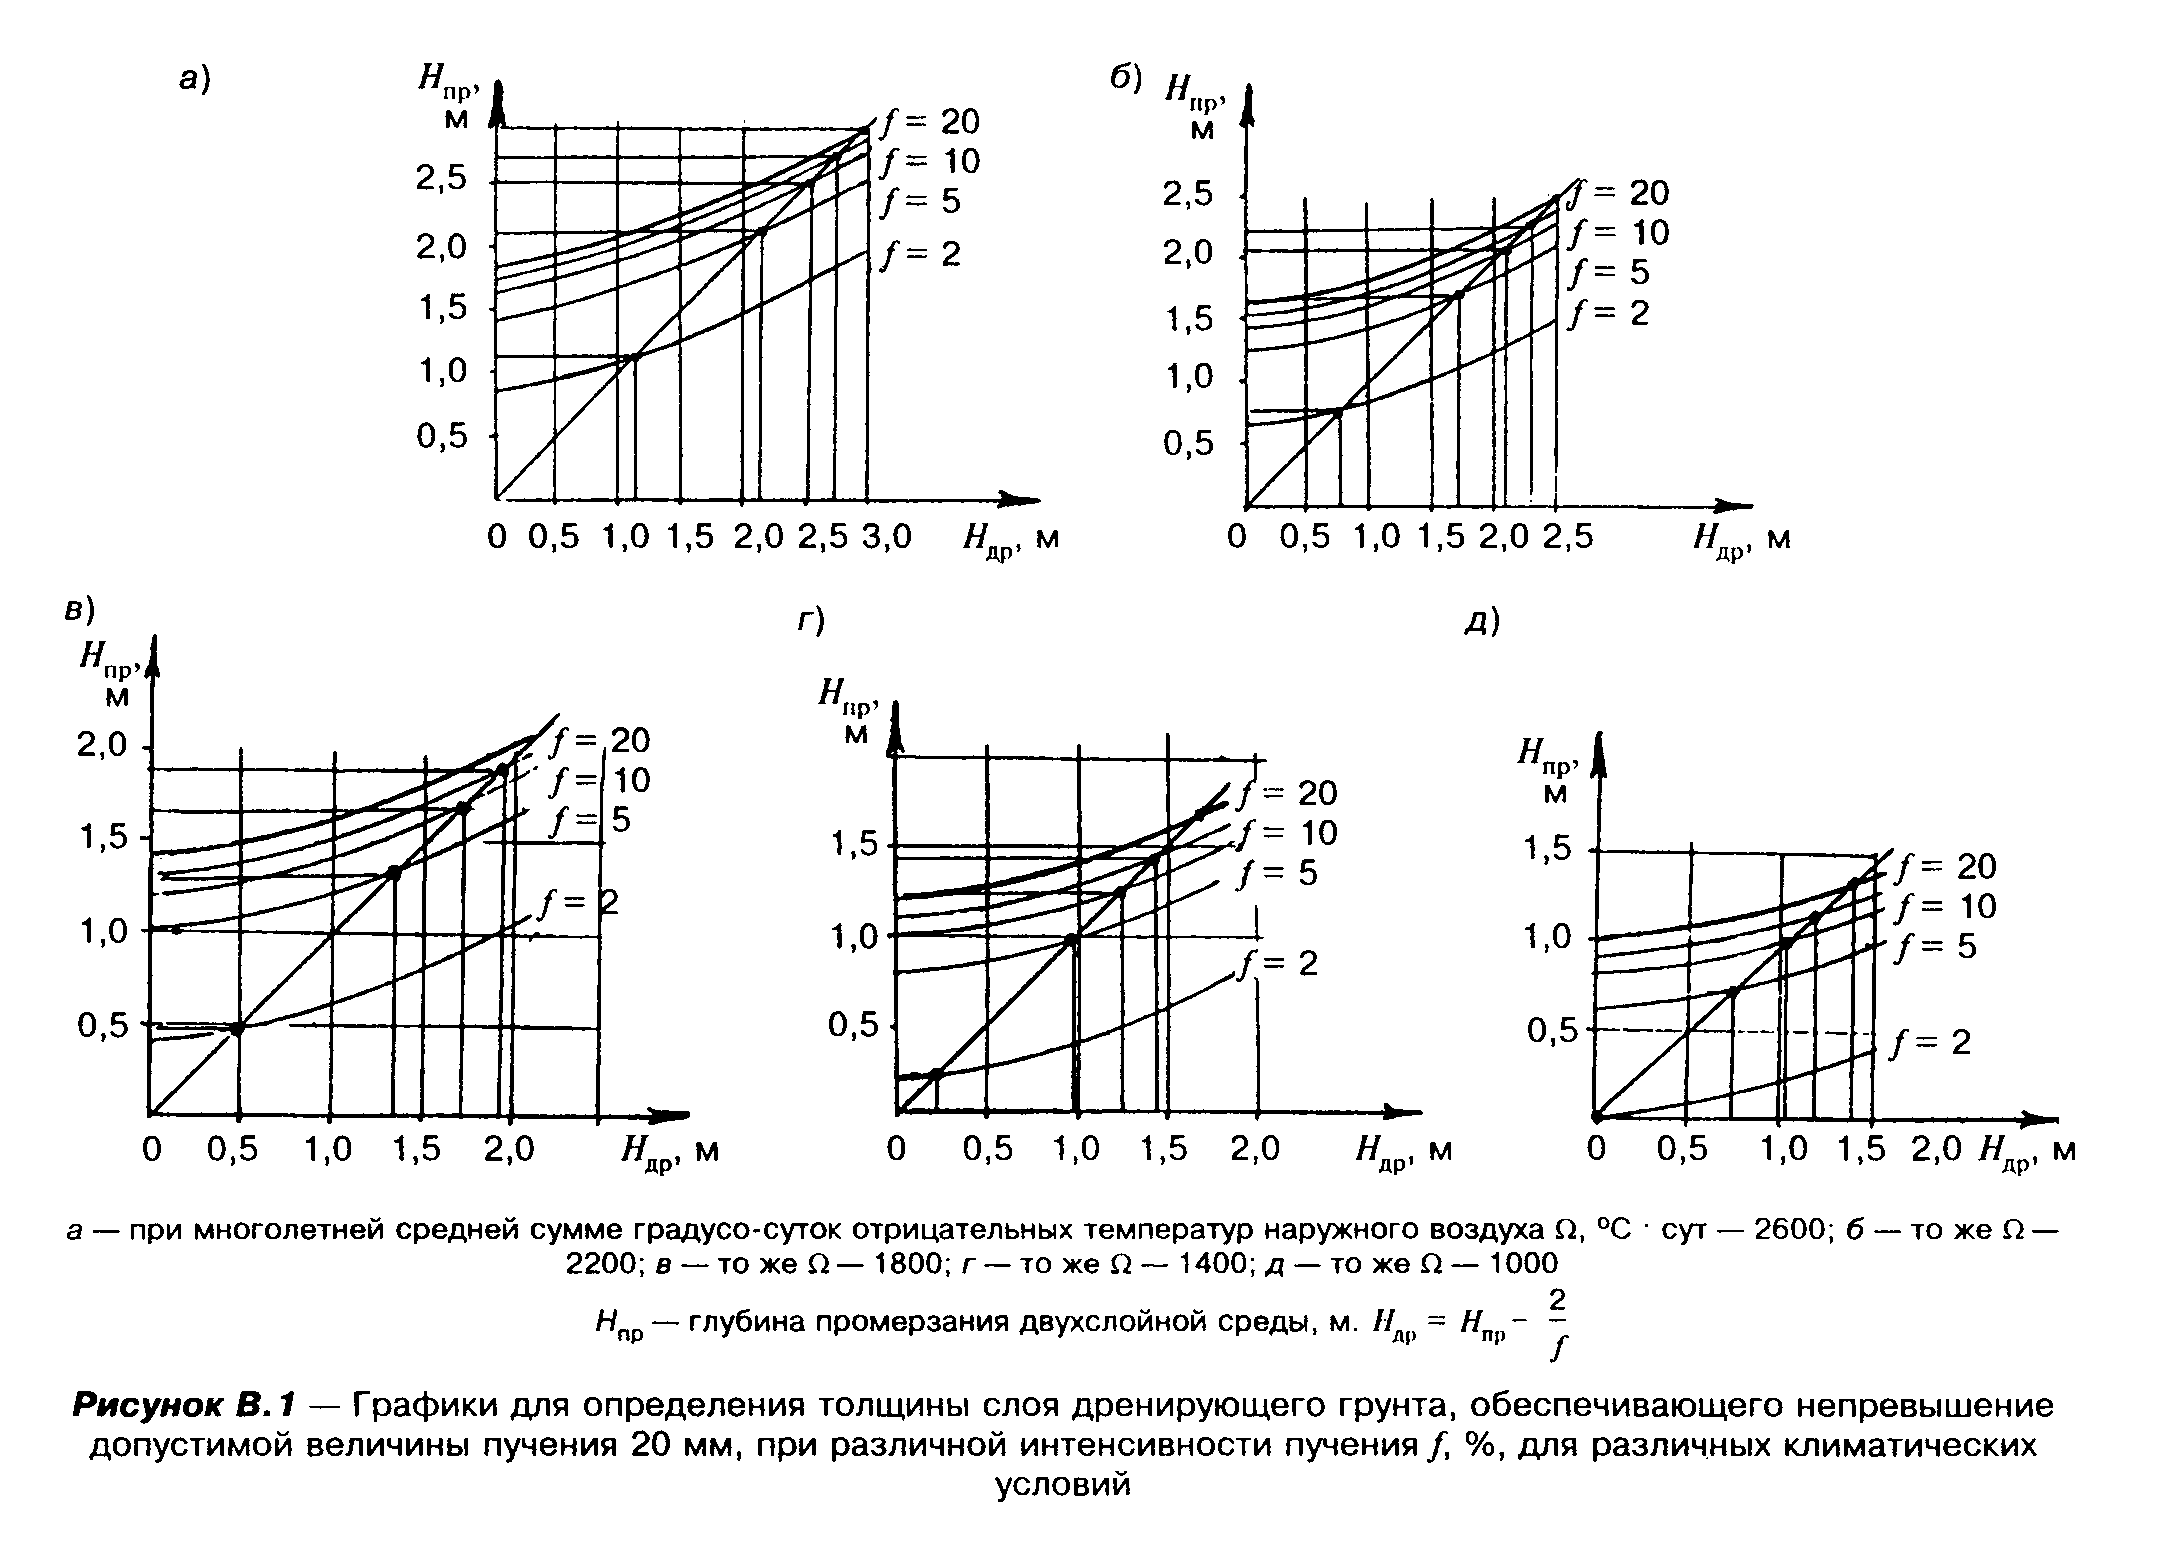 а)
Hпр,
м
2,5
2,0
1,5
1,0
0,5
f = 20
f = 10
f = 5
f = 2
0 0,5 1,0 1,5 2,0 2,5 3,0 Hдр, м
б)
Hпр,
м
2,5
2,0
1,5
1,0
0,5
f = 20
f = 10
f = 5
f = 2
0 0,5 1,0 1,5 2,0 2,5 Hдр, м
в)
Hпр,
м
2,0
1,5
1,0
0,5
f = 20
f = 10
f = 5
f = 2
0 0,5 1,0 1,5 2,0 Hдр, м
г)
Hпр,
м
1,5
1,0
0,5
f = 20
f = 10
f = 5
f = 2
0 0,5 1,0 1,5 2,0 Hдр, м
д)
Hпр,
м
1,5
1,0
0,5
f = 20
f = 10
f = 5
f = 2
0 0,5 1,0 1,5 2,0 Hдр, м
а — при многолетней средней сумме градусо-суток отрицательных температур наружного воздуха Ω, °С · сут — 2600; б — то же Ω —
2200; в — то же Ω — 1800; г — то же Ω — 1400; д — то же Ω — 1000
Hпр — глубина промерзания двухслойной среды, м. Hдр = Hпр - 2/f
Рисунок В.1 — Графики для определения толщины слоя дренирующего грунта, обеспечивающего непревышение
допустимой величины пучения 20 мм, при различной интенсивности пучения f, %, для различных климатических
условий